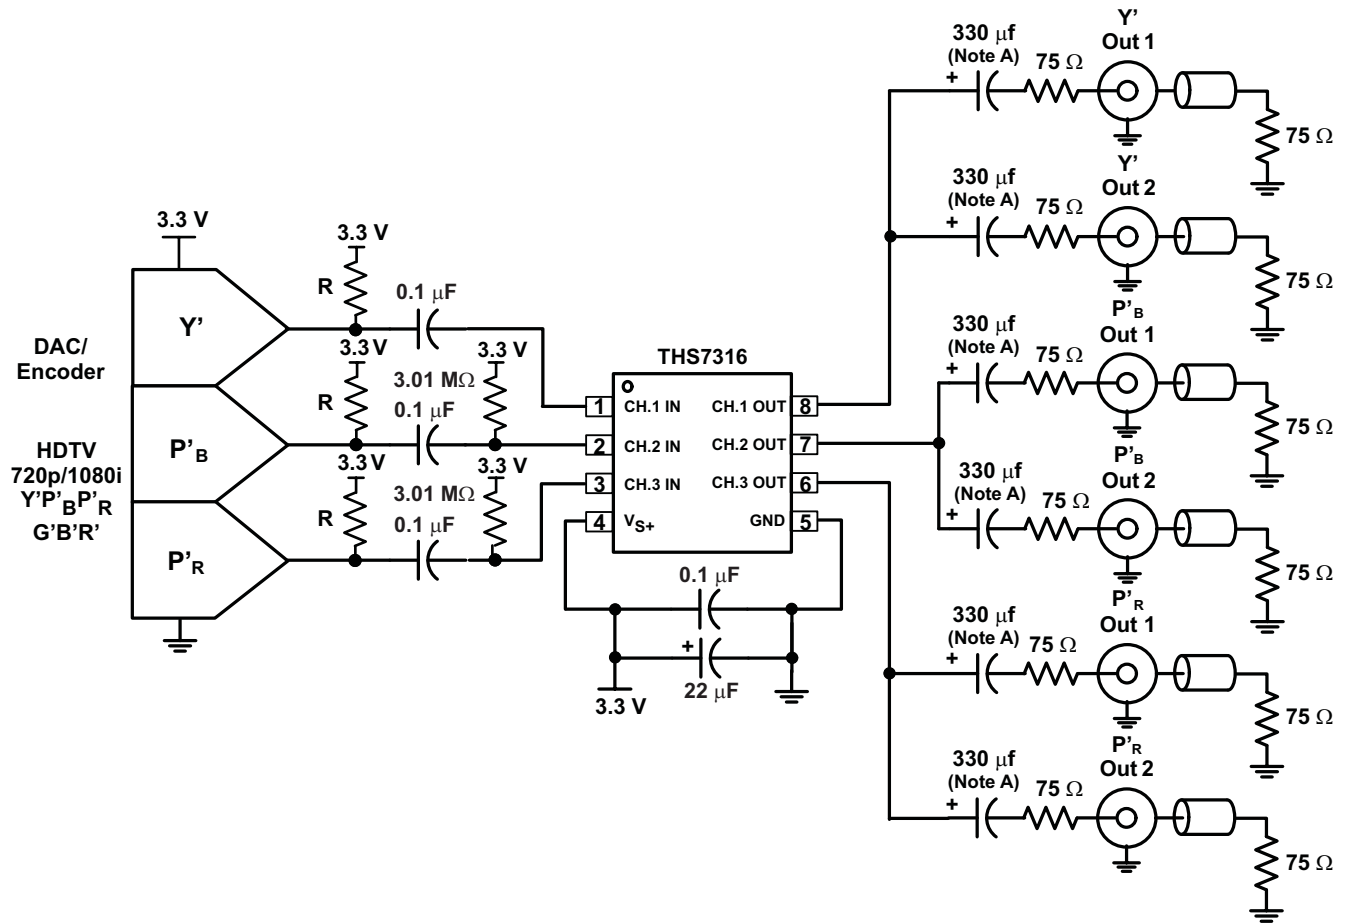 Y'
Out 1
330 μf
(Note A)
75 Ω
+
75 Ω
Y'
Out 2
330 μf
(Note A)
75 Ω
+
75 Ω
3.3 V
3.3 V
R
0.1 μF
Y'
DAC/
Encoder
3.3 V
3.3 V
R
3.01 MΩ
0.1 μF
P'B
HDTV
720p/1080i
Y'P'BP'R
G'B'R'
3.3 V
3.3 V
R
3.01 MΩ
0.1 μF
P'R
THS7316
1 CH.1 IN CH.1 OUT 8
2 CH.2 IN CH.2 OUT 7
3 CH.3 IN CH.3 OUT 6
4 VS+ GND 5
0.1 μF
+
22 μF
3.3 V
P'B
Out 1
330 μf
(Note A)
75 Ω
+
75 Ω
P'B
Out 2
330 μf
(Note A)
75 Ω
+
75 Ω
P'R
Out 1
330 μf
(Note A)
75 Ω
+
75 Ω
P'R
Out 2
330 μf
(Note A)
75 Ω
+
75 Ω